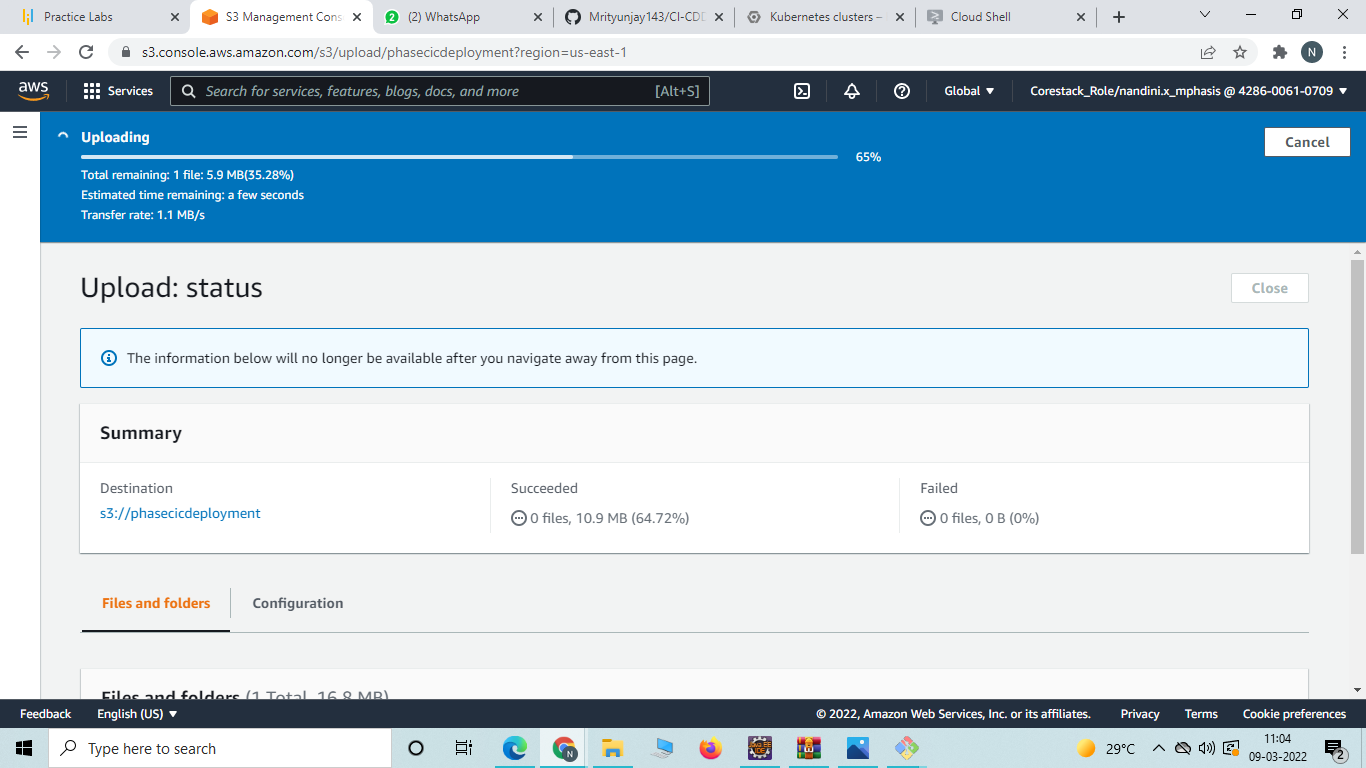 Practice Labs
S3 Management Cons
(2) WhatsApp
Mrityunjay143/CI-CDD
Kubernetes clusters –
Cloud Shell
s3.console.aws.amazon.com/s3/upload/phasecicdeployment?region=us-east-1
N
aws
Services
Search for services, features, blogs, docs, and more
[Alt+S]
Global
Corestack_Role/nandini.x_mphasis @ 4286-0061-0709
Uploading
65%
Cancel
Total remaining: 1 file: 5.9 MB(35.28%)
Estimated time remaining: a few seconds
Transfer rate: 1.1 MB/s
Upload: status
Close
The information below will no longer be available after you navigate away from this page.
Summary
Destination
s3://phasecicdeployment
Succeeded
0 files, 10.9 MB (64.72%)
Failed
0 files, 0 B (0%)
Files and folders
Configuration
Files and folders (1 Total, 16.8 MB)
Feedback
English (US)
© 2022, Amazon Web Services, Inc. or its affiliates.
Privacy
Terms
Cookie preferences
Type here to search
29°C
11:04
09-03-2022
2